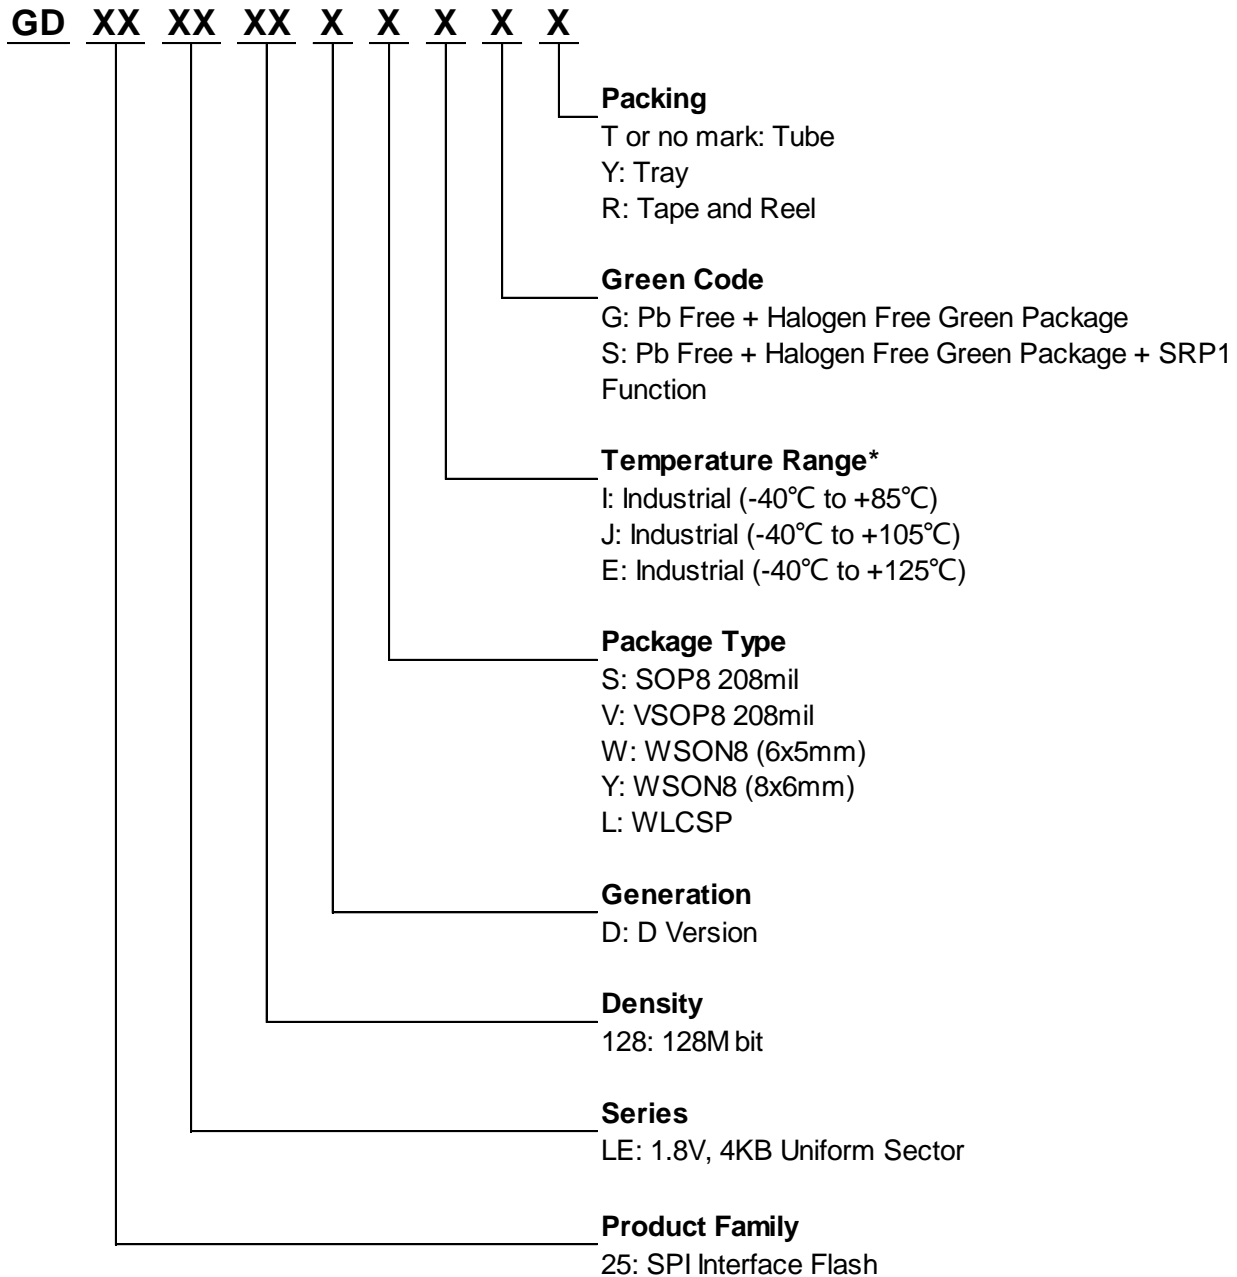 GD XX XX XX X X X X X
Packing
T or no mark: Tube
Y: Tray
R: Tape and Reel
Green Code
G: Pb Free + Halogen Free Green Package
S: Pb Free + Halogen Free Green Package + SRP1
Function
Temperature Range*
I: Industrial (-40℃ to +85℃)
J: Industrial (-40℃ to +105℃)
E: Industrial (-40℃ to +125℃)
Package Type
S: SOP8 208mil
V: VSOP8 208mil
W: WSON8 (6x5mm)
Y: WSON8 (8x6mm)
L: WLCSP
Generation
D: D Version
Density
128: 128M bit
Series
LE: 1.8V, 4KB Uniform Sector
Product Family
25: SPI Interface Flash